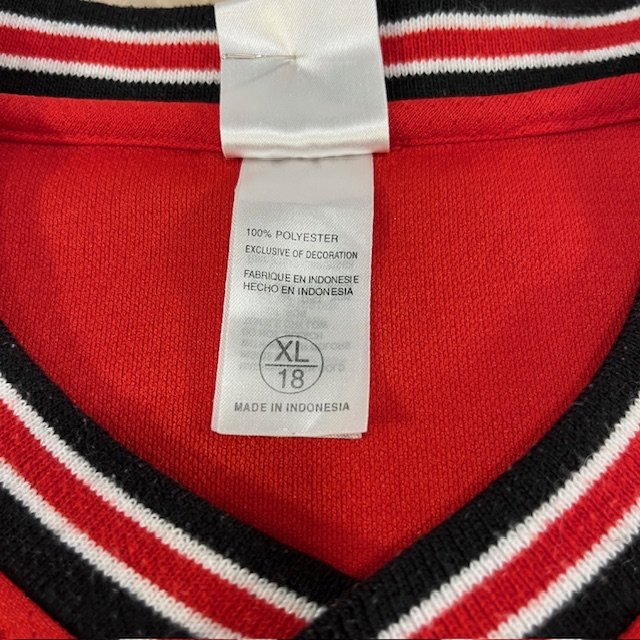 100% POLYESTER
EXCLUSIVE OF DECORATION
FABRIQUE EN INDONESIE
HECHO EN INDONESIA
XL
18
MADE IN INDONESIA